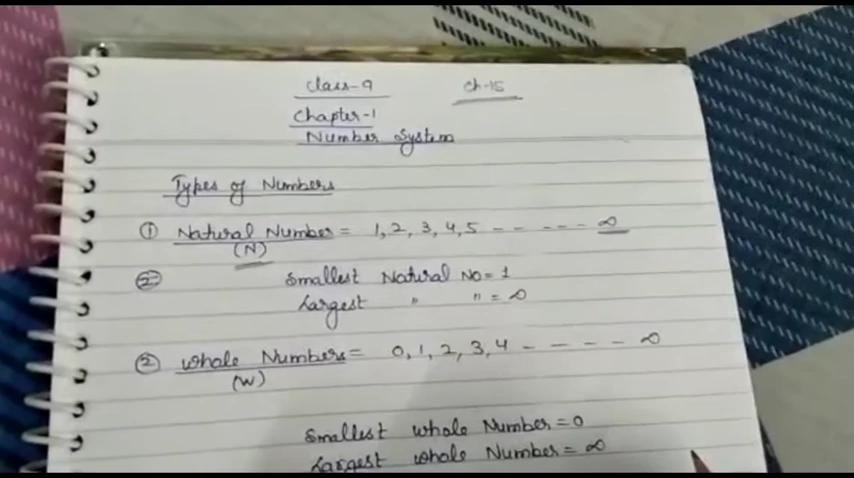 Class-9 Ch-15
Chapter-1
Number System
Types of Numbers
① Natural Number = 1, 2, 3, 4, 5 - - - - - ∞
(N)
② Smallest Natural No = 1
Largest " " = ∞
② Whole Numbers = 0, 1, 2, 3, 4 - - - - ∞
(W)
Smallest whole Number = 0
Largest whole Number = ∞